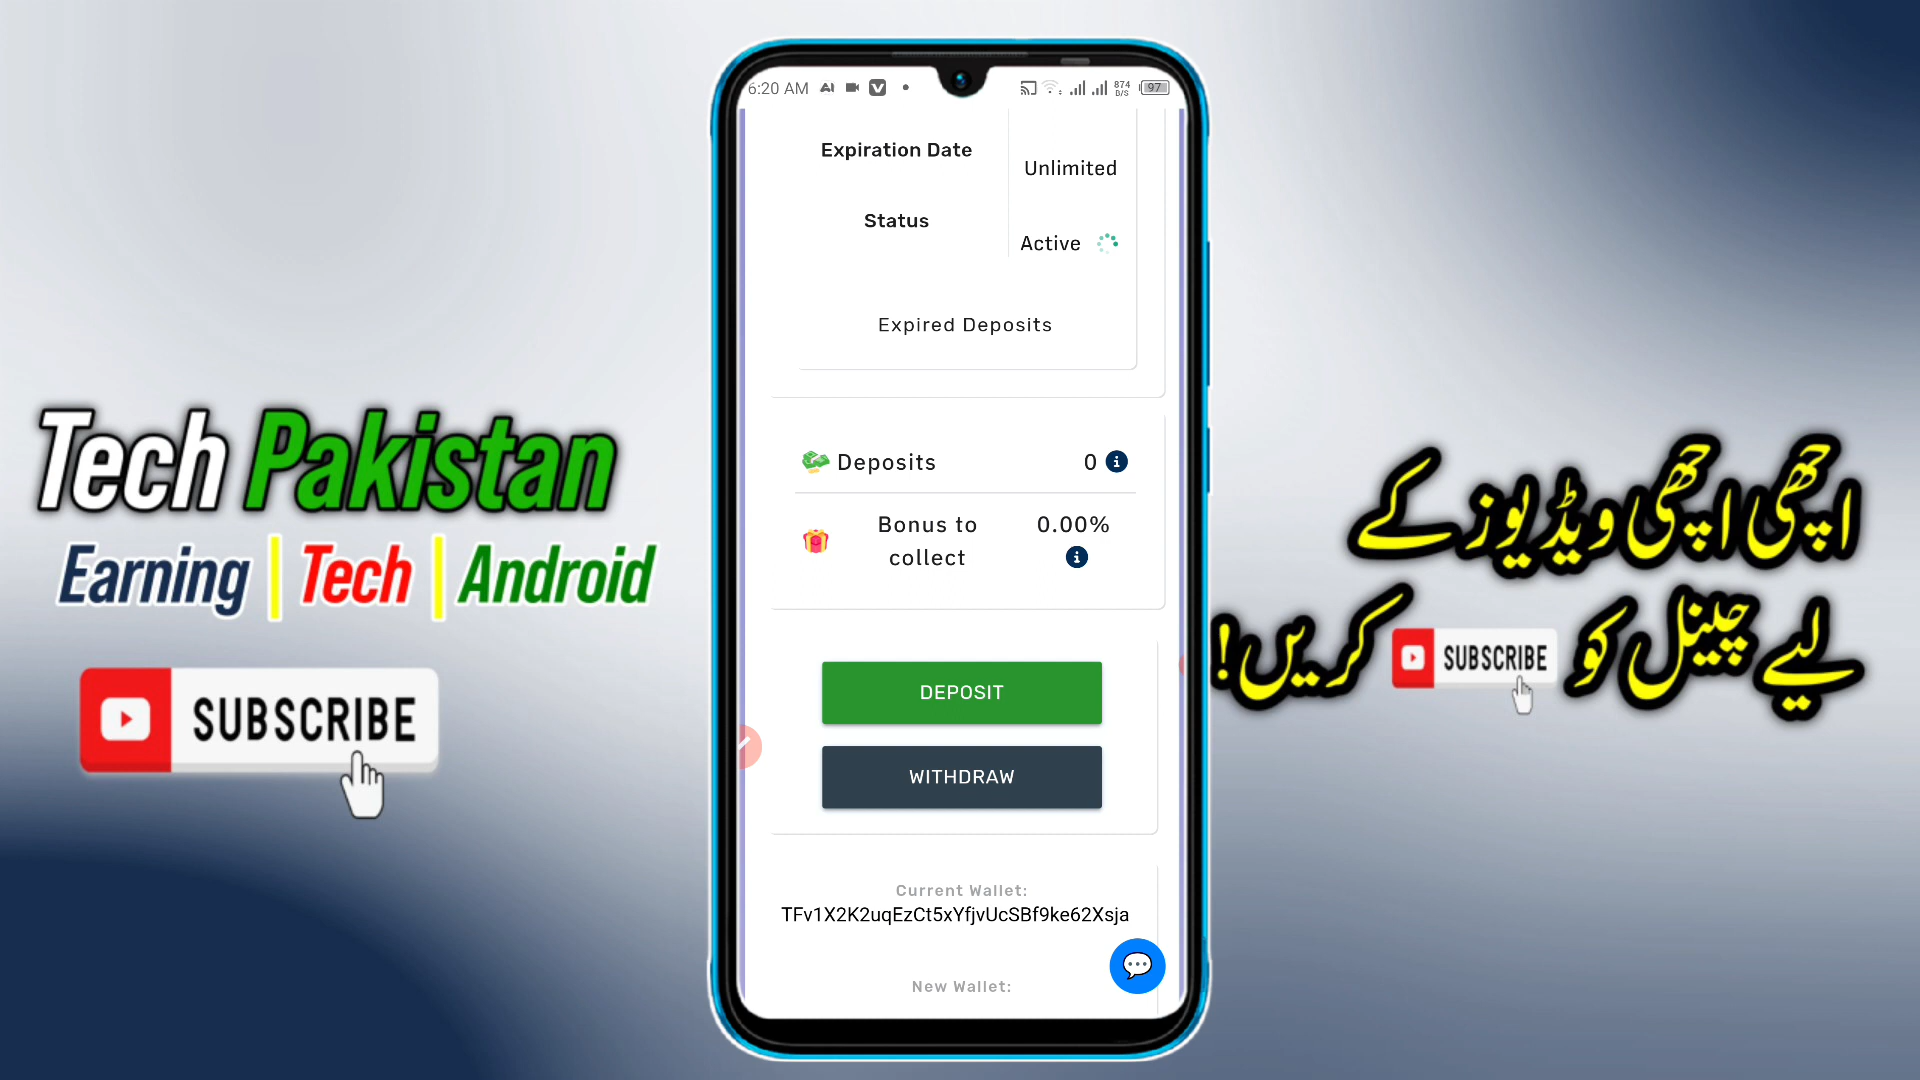 6:20 AM
874
B/S
97
Expiration Date
Unlimited
Status
Active
Expired Deposits
Deposits 0
Bonus to
collect
0.00%
DEPOSIT
WITHDRAW
Current Wallet:
TFv1X2K2uqEzCt5xYfjvUcSBf9ke62Xsja
New Wallet:
Tech Pakistan
Earning | Tech | Android
SUBSCRIBE
اچھی اچھی ویڈیوز کے
لیے چینل کو SUBSCRIBE کریں!